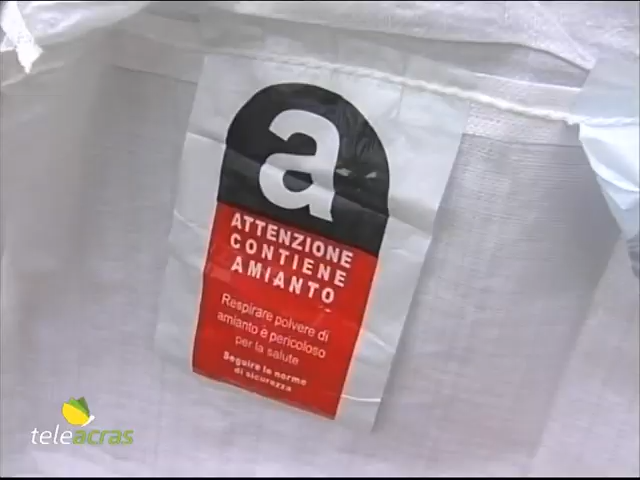 a
ATTENZIONE
CONTIENE
AMIANTO
Respirare polvere di
amianto è pericoloso
per la salute
Seguire le norme
di sicurezza
teleacras